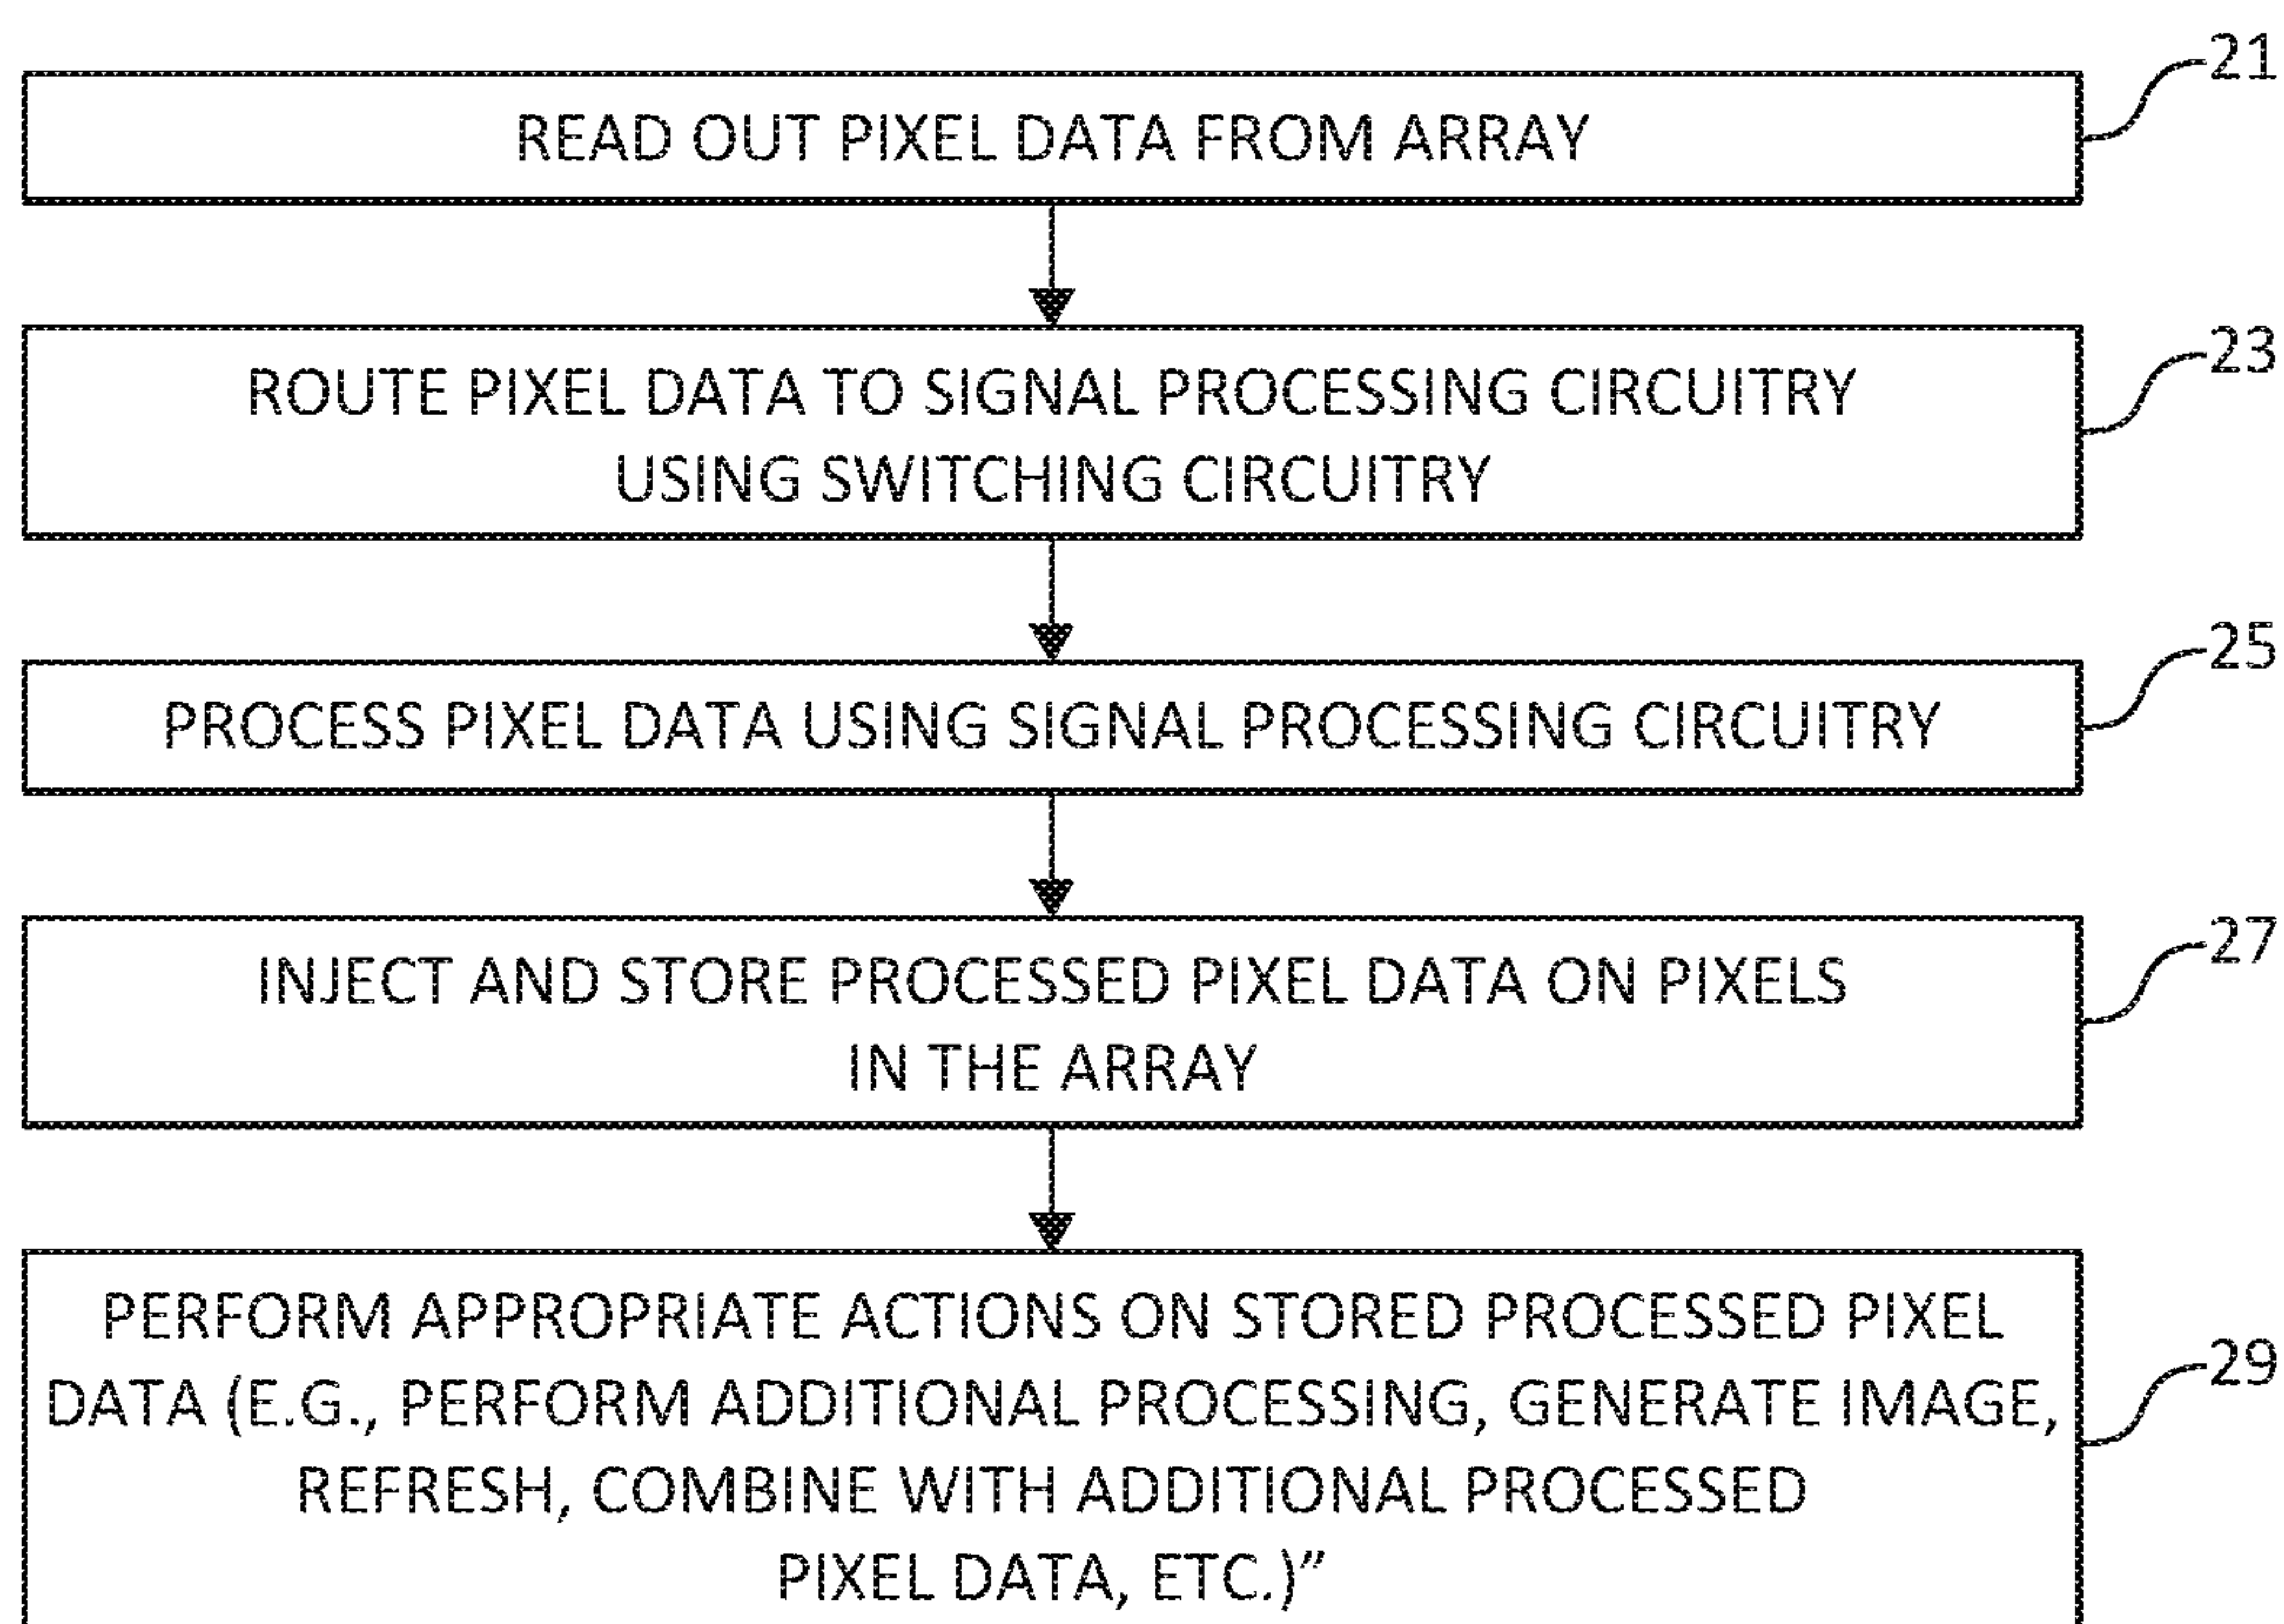 21
READ OUT PIXEL DATA FROM ARRAY
23
ROUTE PIXEL DATA TO SIGNAL PROCESSING CIRCUITRY
USING SWITCHING CIRCUITRY
25
PROCESS PIXEL DATA USING SIGNAL PROCESSING CIRCUITRY
27
INJECT AND STORE PROCESSED PIXEL DATA ON PIXELS
IN THE ARRAY
29
PERFORM APPROPRIATE ACTIONS ON STORED PROCESSED PIXEL
DATA (E.G., PERFORM ADDITIONAL PROCESSING, GENERATE IMAGE,
REFRESH, COMBINE WITH ADDITIONAL PROCESSED
PIXEL DATA, ETC.)”